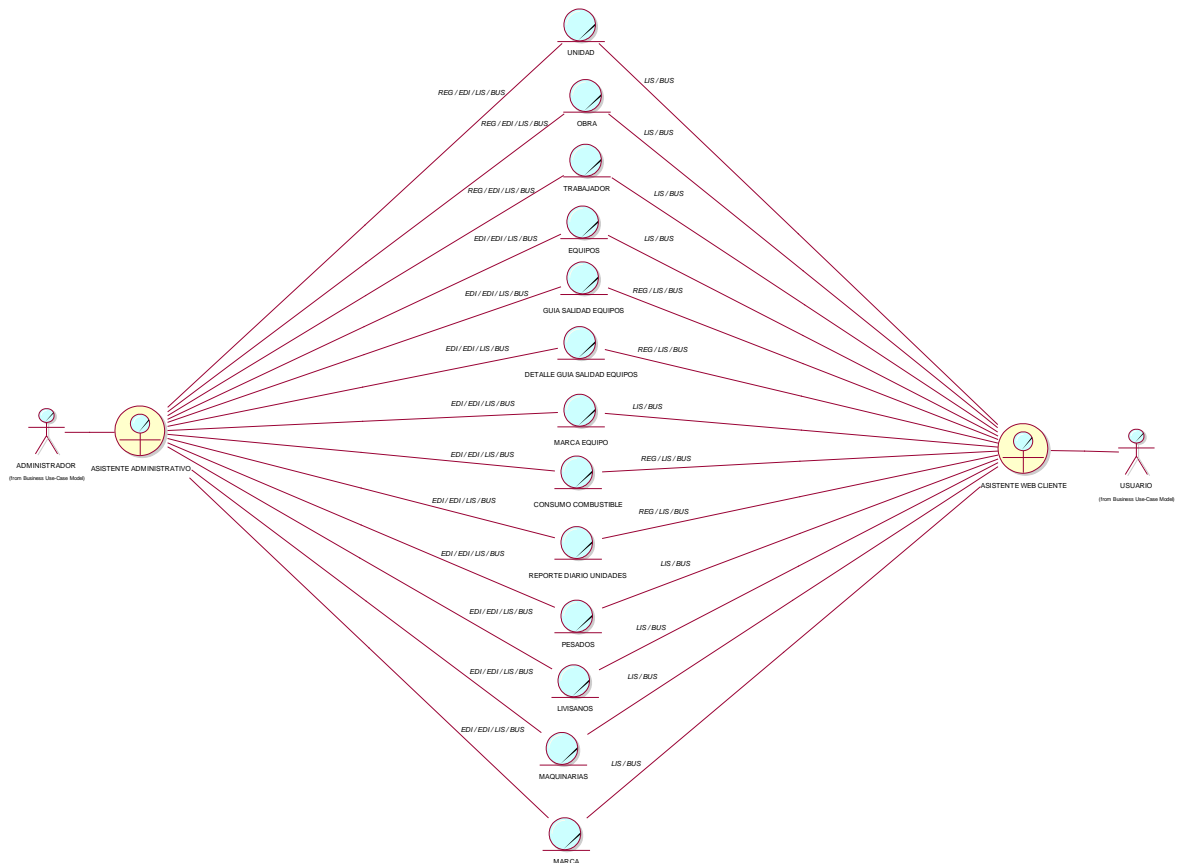 UNIDAD
LIS / BUS
REG / EDI / LIS / BUS
OBRA
REG / EDI / LIS / BUS
LIS / BUS
TRABAJADOR
REG / EDI / LIS / BUS
LIS / BUS
EQUIPOS
EDI / EDI / LIS / BUS
LIS / BUS
GUIA SALIDAD EQUIPOS
EDI / EDI / LIS / BUS
REG / LIS / BUS
DETALLE GUIA SALIDAD EQUIPOS
EDI / EDI / LIS / BUS
REG / LIS / BUS
MARCA EQUIPO
EDI / EDI / LIS / BUS
LIS / BUS
CONSUMO COMBUSTIBLE
EDI / EDI / LIS / BUS
REG / LIS / BUS
ADMINISTRADOR
(from Business Use-Case Model)
ASISTENTE ADMINISTRATIVO
ASISTENTE WEB CLIENTE
USUARIO
(from Business Use-Case Model)
EDI / EDI / LIS / BUS
REG / LIS / BUS
REPORTE DIARIO UNIDADES
EDI / EDI / LIS / BUS
LIS / BUS
PESADOS
EDI / EDI / LIS / BUS
LIS / BUS
LIVISANOS
EDI / EDI / LIS / BUS
LIS / BUS
MAQUINARIAS
EDI / EDI / LIS / BUS
LIS / BUS
MARCA